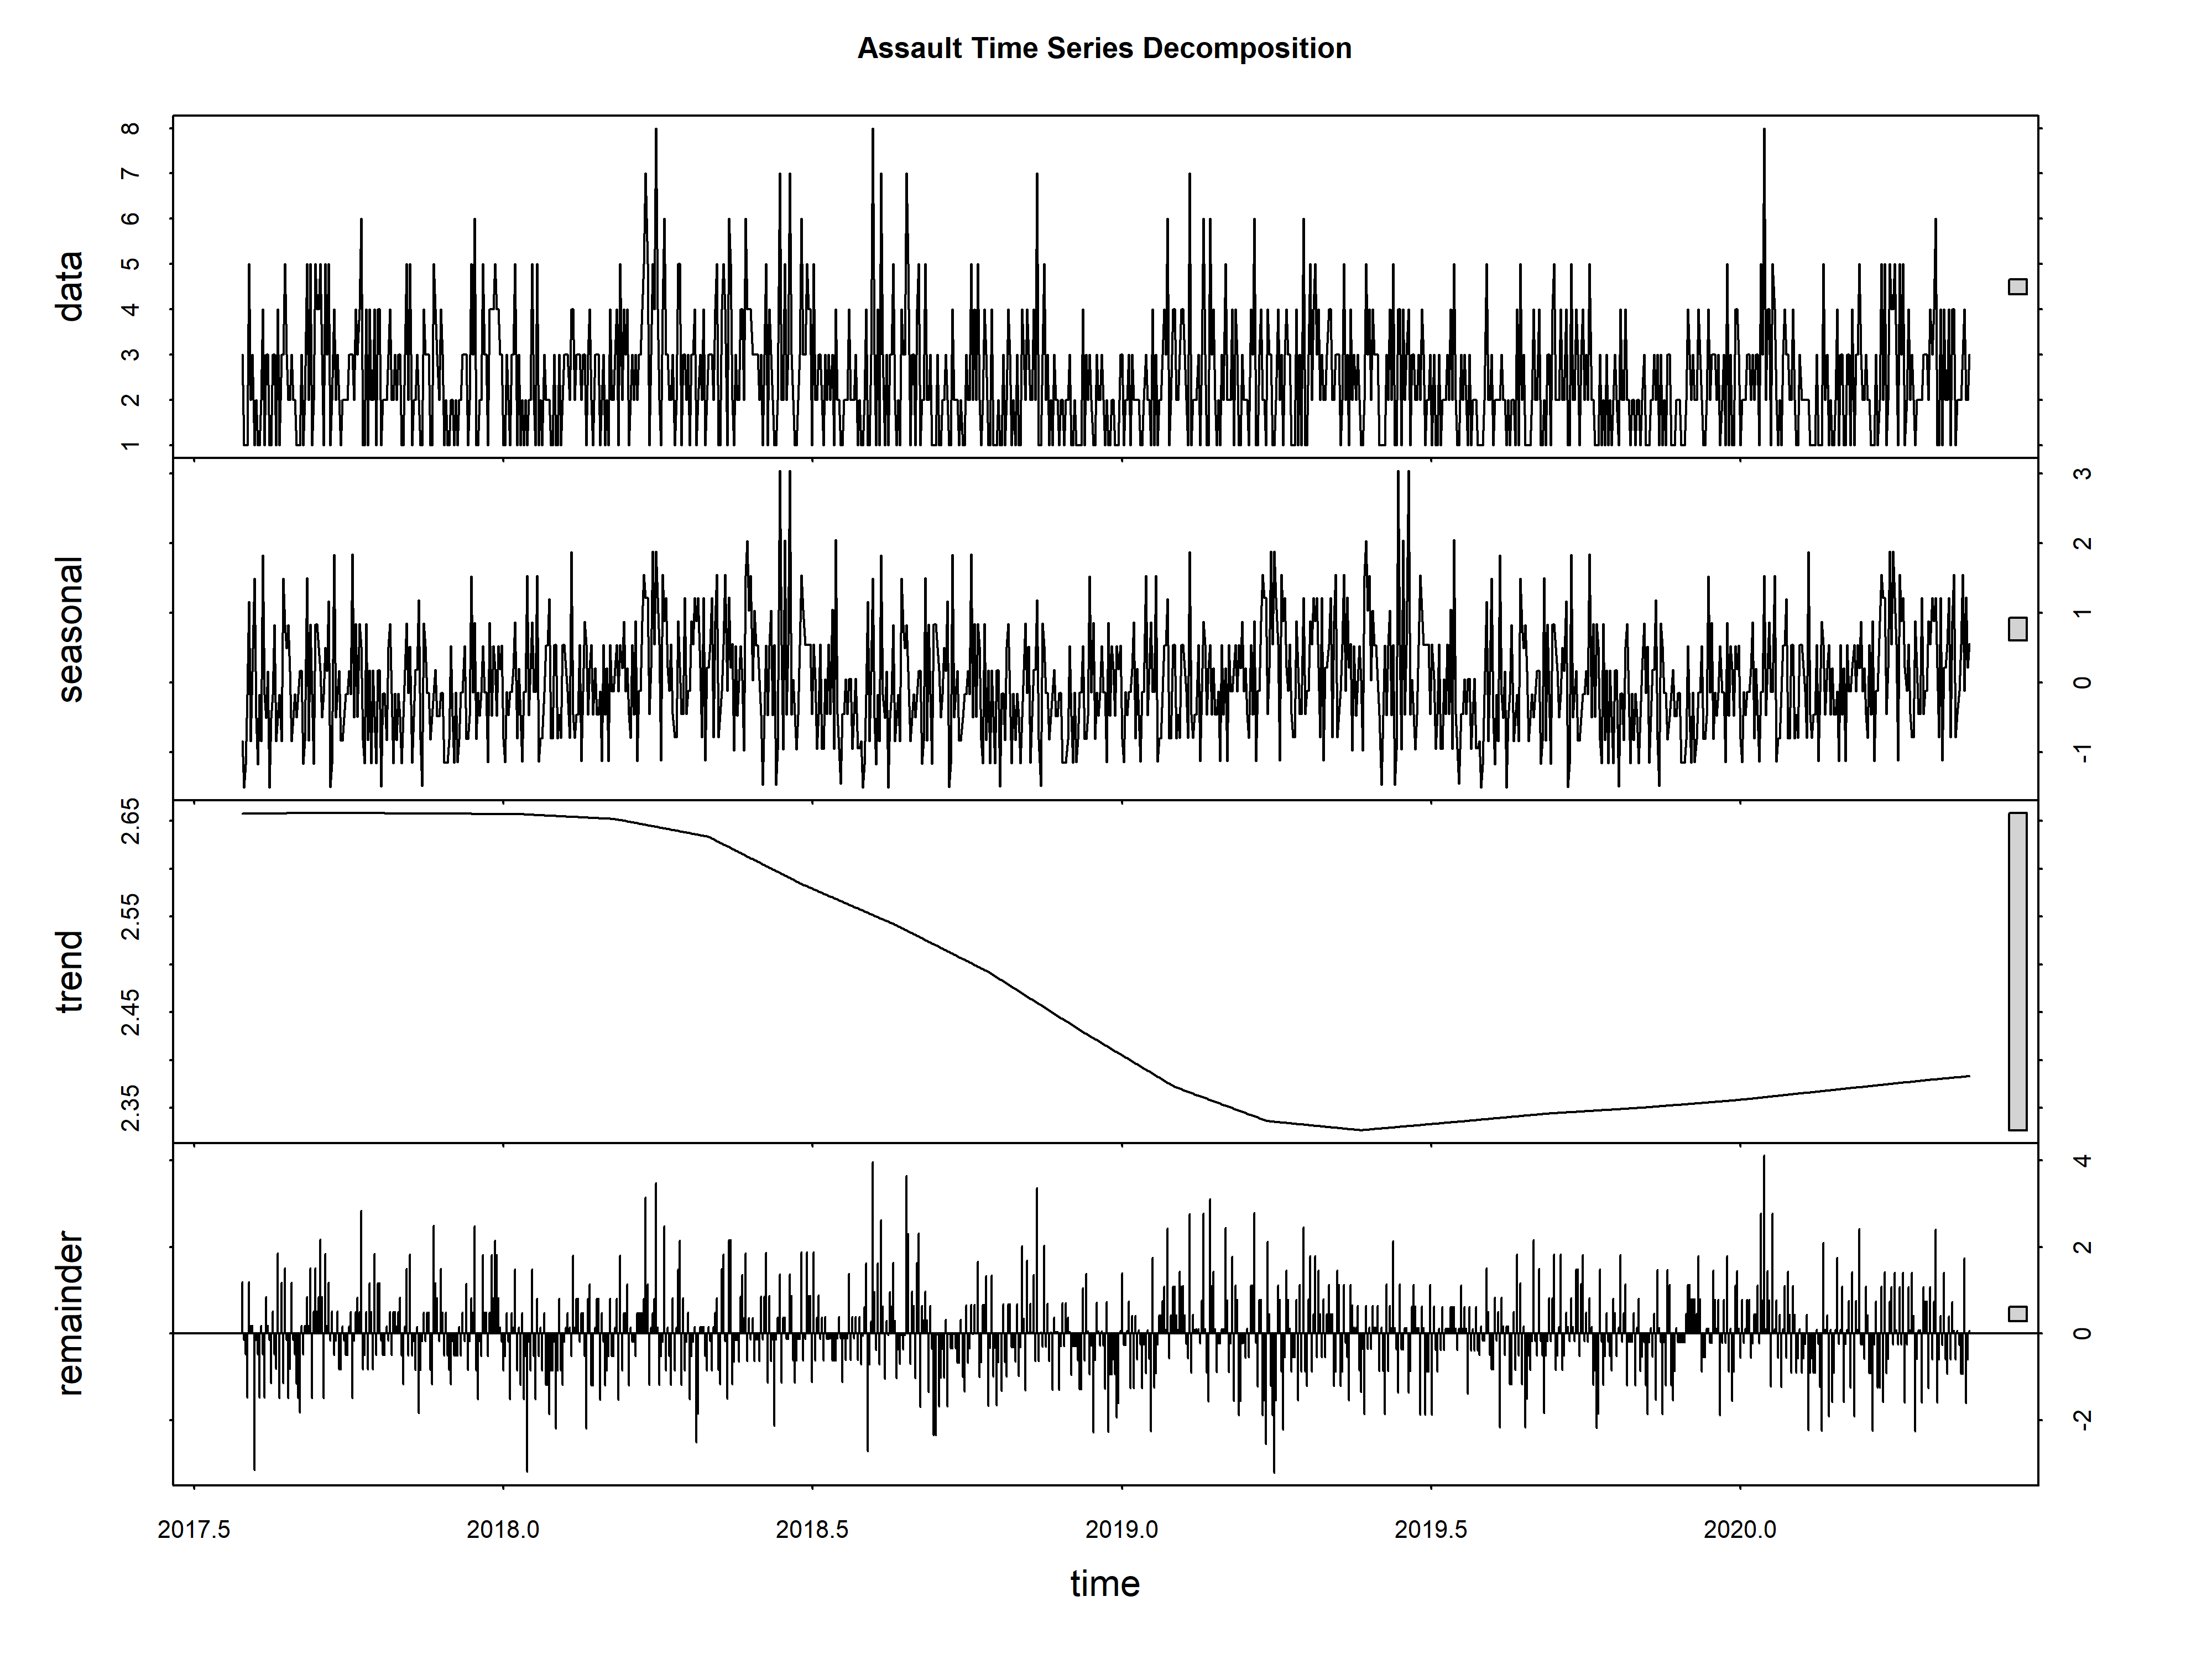 Assault Time Series Decomposition
data
1 2 3 4 5 6 7 8
seasonal
-1 0 1 2 3
trend
2.35 2.45 2.55 2.65
remainder
-2 0 2 4
2017.5 2018.0 2018.5 2019.0 2019.5 2020.0
time